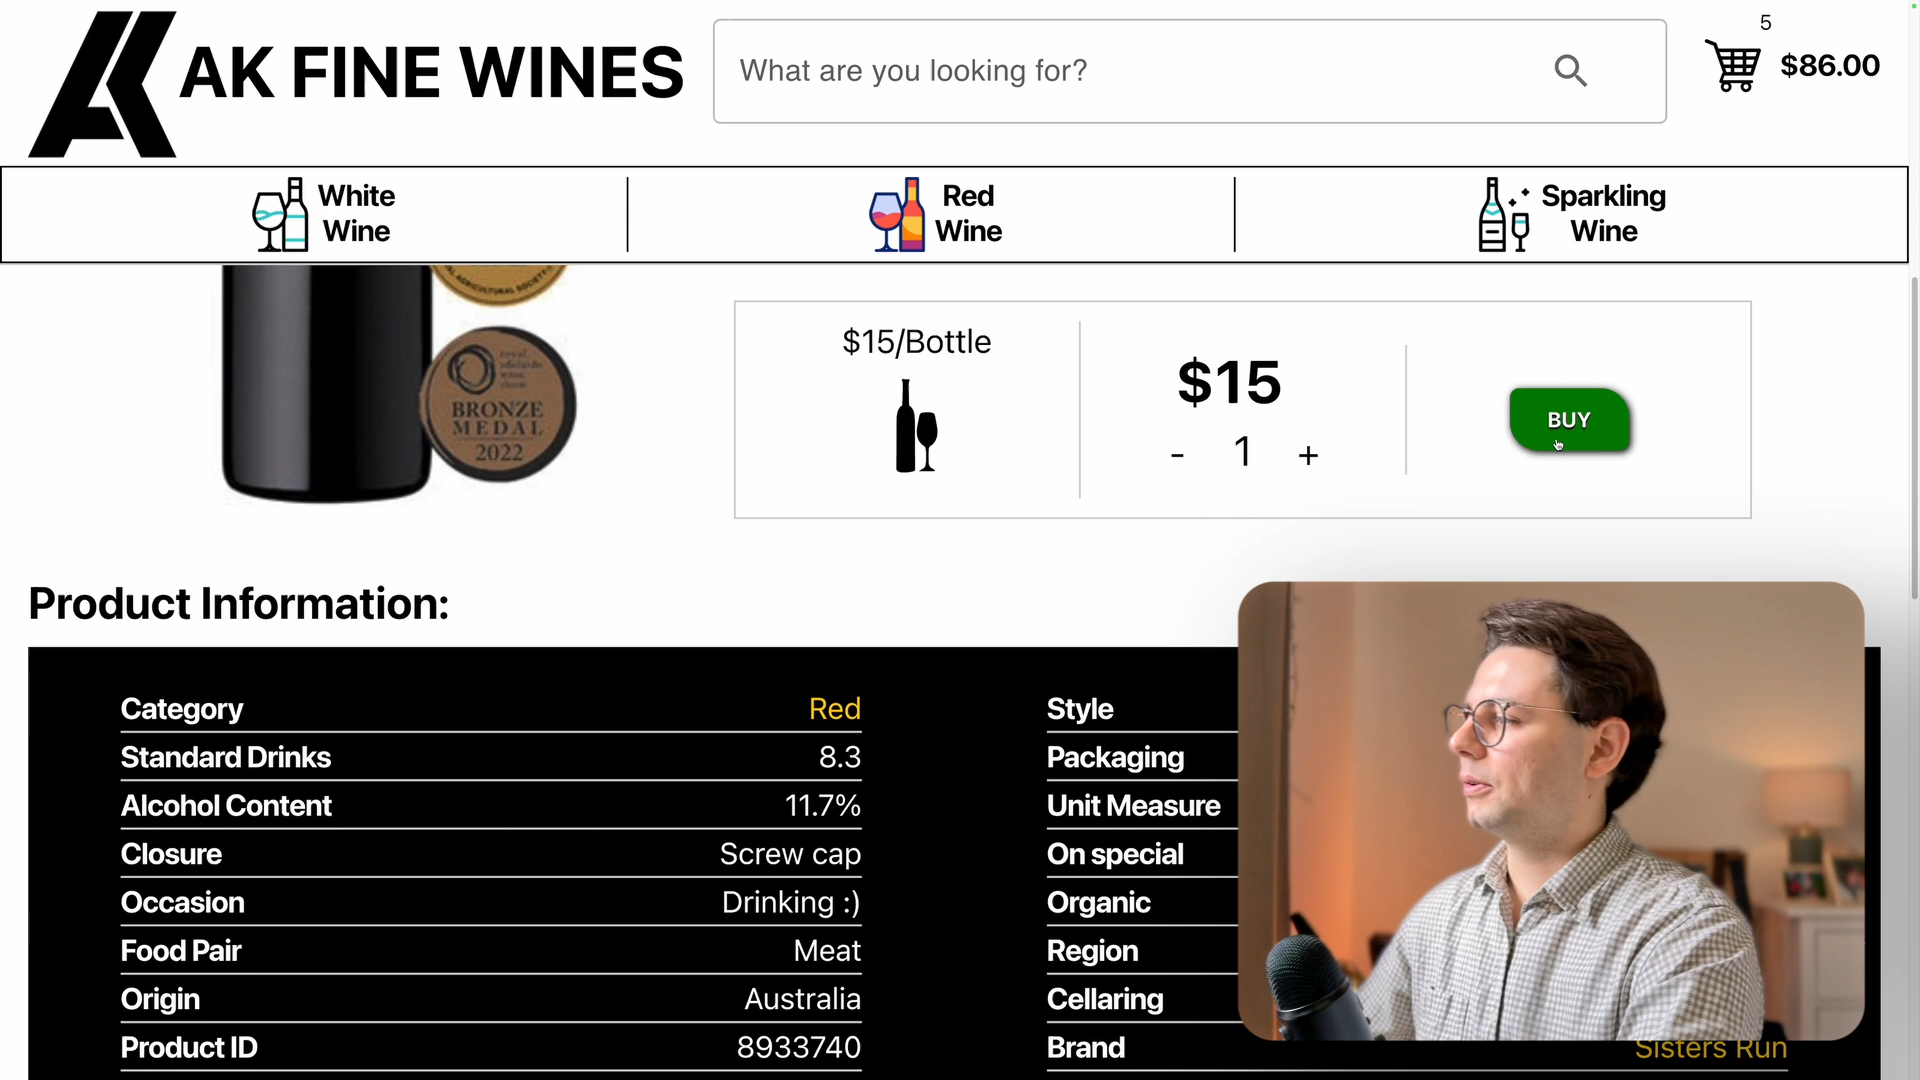 AK FINE WINES
What are you looking for?
5
$86.00
White
Wine
Red
Wine
Sparkling
Wine
BRONZE
MEDAL
2022
$15/Bottle
$15
- 1 +
BUY
Product Information:
Category Red
Standard Drinks 8.3
Alcohol Content 11.7%
Closure Screw cap
Occasion Drinking :)
Food Pair Meat
Origin Australia
Product ID 8933740
Style
Packaging
Unit Measure
On special
Organic
Region
Cellaring
Brand Sisters Run